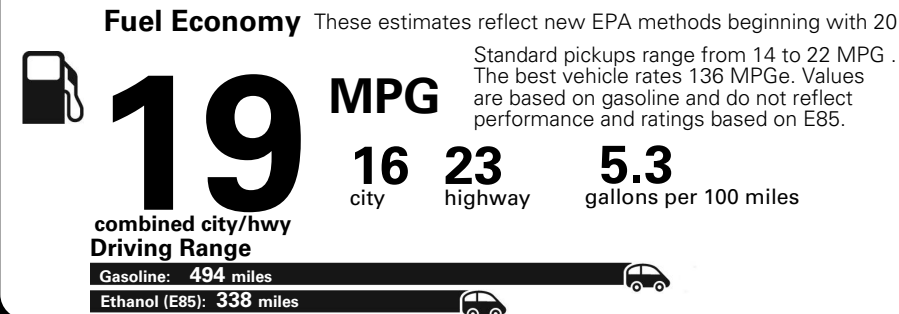 Fuel Economy These estimates reflect new EPA methods beginning with 20
Standard pickups range from 14 to 22 MPG .
The best vehicle rates 136 MPGe. Values
are based on gasoline and do not reflect
performance and ratings based on E85.
19 MPG
16 23 5.3
city highway gallons per 100 miles
combined city/hwy
Driving Range
Gasoline: 494 miles
Ethanol (E85): 338 miles